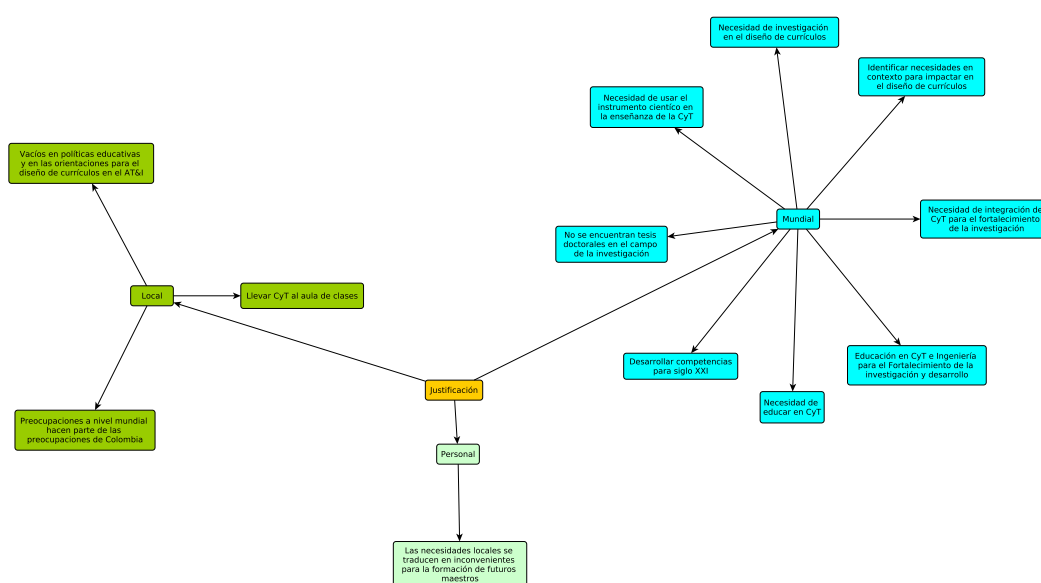 Necesidad de investigación
en el diseño de currículos
Identificar necesidades en
contexto para impactar en
el diseño de currículos
Necesidad de usar el
instrumento cientíco en
la enseñanza de la CyT
Vacíos en políticas educativas
y en las orientaciones para el
diseño de currículos en el AT&I
Mundial
Necesidad de integración de
CyT para el fortalecimiento
de la investigación
No se encuentran tesis
doctorales en el campo
de la investigación
Local
Llevar CyT al aula de clases
Desarrollar competencias
para siglo XXI
Educación en CyT e Ingeniería
para el Fortalecimiento de la
investigación y desarrollo
Justificación
Necesidad de
educar en CyT
Preocupaciones a nivel mundial
hacen parte de las
preocupaciones de Colombia
Personal
Las necesidades locales se
traducen en inconvenientes
para la formación de futuros
maestros